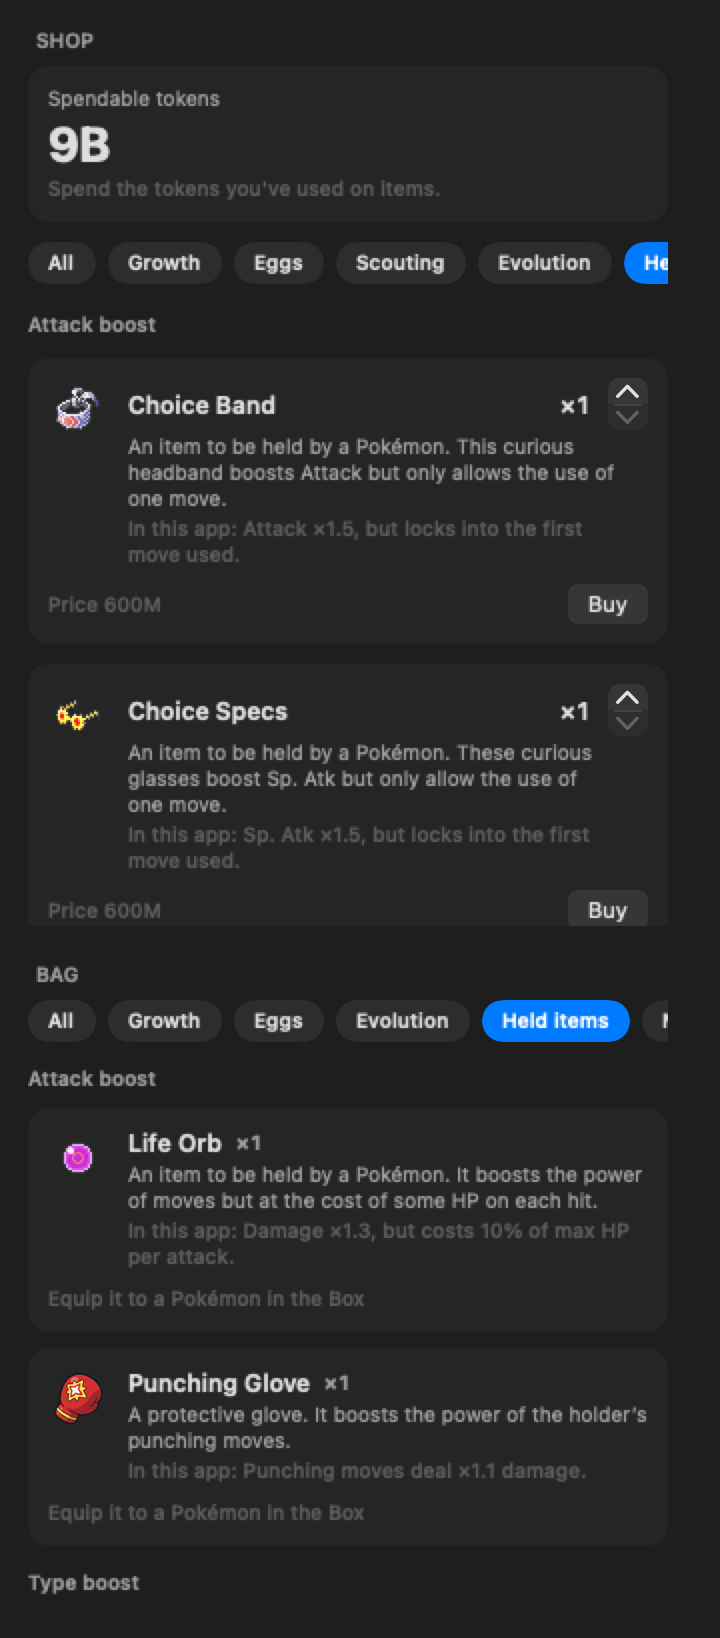 SHOP
Spendable tokens
9B
Spend the tokens you've used on items.
All Growth Eggs Scouting Evolution He
Attack boost
Choice Band ×1
An item to be held by a Pokémon. This curious
headband boosts Attack but only allows the use of
one move.
In this app: Attack ×1.5, but locks into the first
move used.
Price 600M Buy
Choice Specs ×1
An item to be held by a Pokémon. These curious
glasses boost Sp. Atk but only allow the use of
one move.
In this app: Sp. Atk ×1.5, but locks into the first
move used.
Price 600M Buy
BAG
All Growth Eggs Evolution Held items
Attack boost
Life Orb ×1
An item to be held by a Pokémon. It boosts the power
of moves but at the cost of some HP on each hit.
In this app: Damage ×1.3, but costs 10% of max HP
per attack.
Equip it to a Pokémon in the Box
Punching Glove ×1
A protective glove. It boosts the power of the holder’s
punching moves.
In this app: Punching moves deal ×1.1 damage.
Equip it to a Pokémon in the Box
Type boost